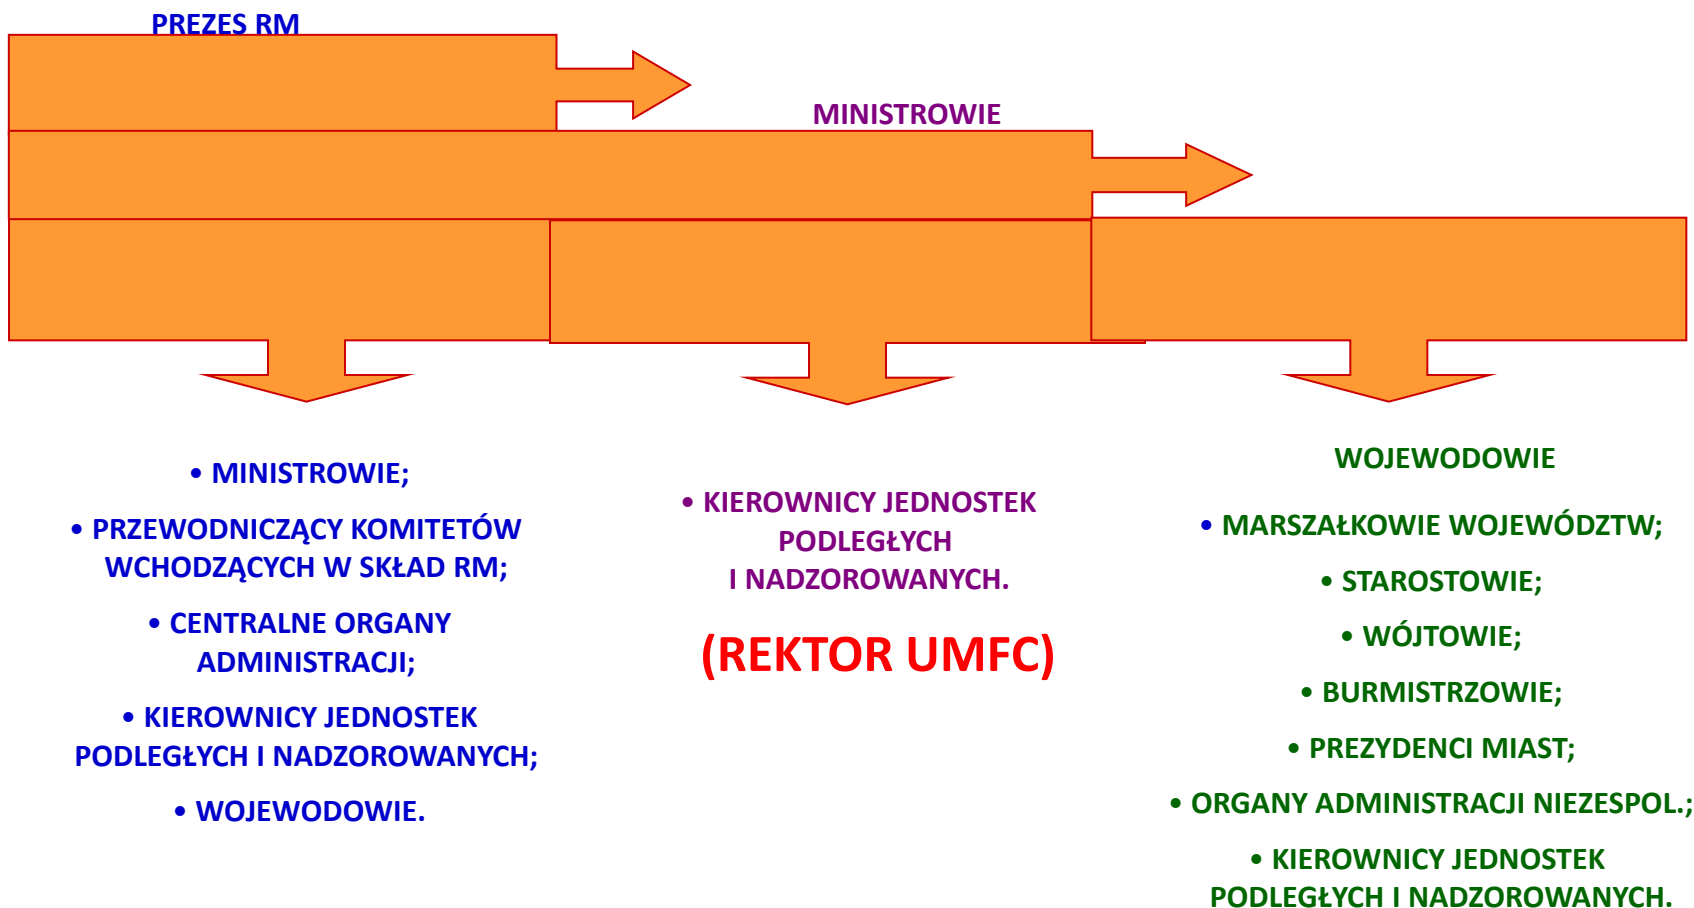 PREZES RM
MINISTROWIE
• MINISTROWIE;
• PRZEWODNICZĄCY KOMITETÓW
WCHODZĄCYCH W SKŁAD RM;
• CENTRALNE ORGANY
ADMINISTRACJI;
• KIEROWNICY JEDNOSTEK
PODLEGŁYCH I NADZOROWANYCH;
• WOJEWODOWIE.
• KIEROWNICY JEDNOSTEK
PODLEGŁYCH
I NADZOROWANYCH.
(REKTOR UMFC)
WOJEWODOWIE
• MARSZAŁKOWIE WOJEWÓDZTW;
• STAROSTOWIE;
• WÓJTOWIE;
• BURMISTRZOWIE;
• PREZYDENCI MIAST;
• ORGANY ADMINISTRACJI NIEZESPOL.;
• KIEROWNICY JEDNOSTEK
PODLEGŁYCH I NADZOROWANYCH.